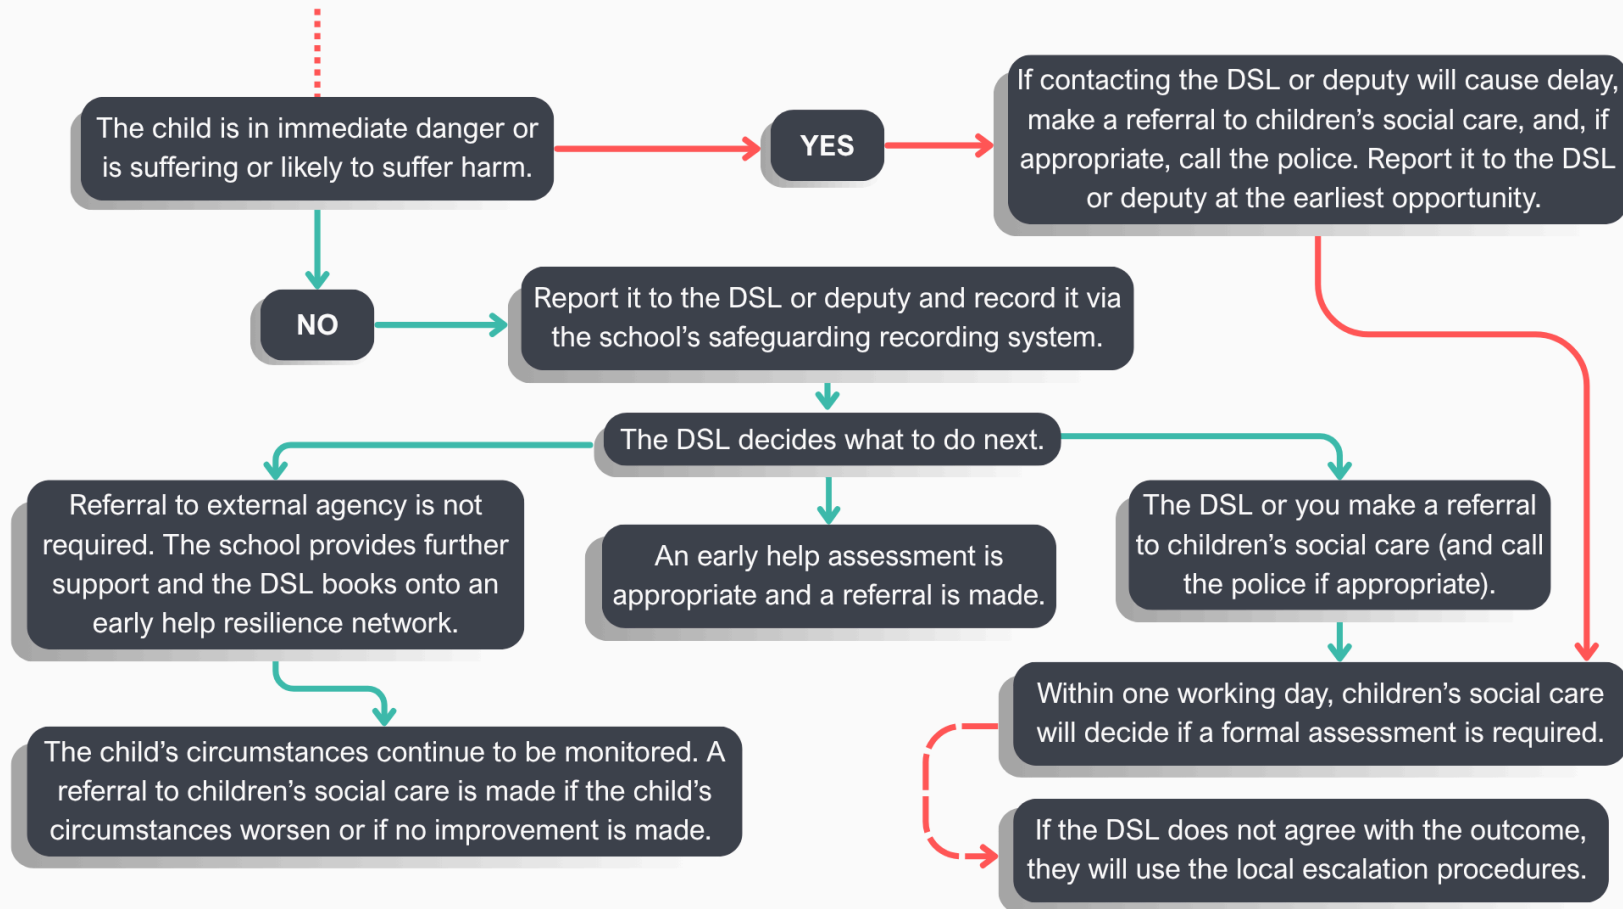 The child is in immediate danger or
is suffering or likely to suffer harm.
YES
If contacting the DSL or deputy will cause delay,
make a referral to children’s social care, and, if
appropriate, call the police. Report it to the DSL
or deputy at the earliest opportunity.
NO
Report it to the DSL or deputy and record it via
the school’s safeguarding recording system.
The DSL decides what to do next.
Referral to external agency is not
required. The school provides further
support and the DSL books onto an
early help resilience network.
An early help assessment is
appropriate and a referral is made.
The DSL or you make a referral
to children’s social care (and call
the police if appropriate).
The child’s circumstances continue to be monitored. A
referral to children’s social care is made if the child’s
circumstances worsen or if no improvement is made.
Within one working day, children’s social care
will decide if a formal assessment is required.
If the DSL does not agree with the outcome,
they will use the local escalation procedures.